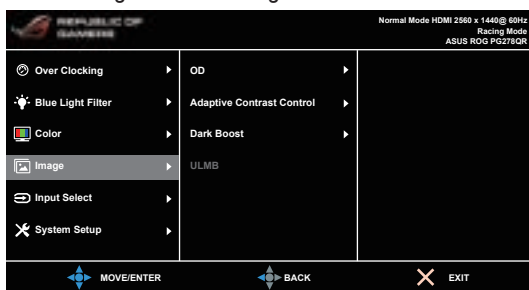 REPUBLIC OF
GAMERS
Normal Mode HDMI 2560 x 1440@ 60Hz
Racing Mode
ASUS ROG PG278QR
Over Clocking
Blue Light Filter
Color
Image
Input Select
System Setup
OD
Adaptive Contrast Control
Dark Boost
ULMB
MOVE/ENTER
BACK
EXIT